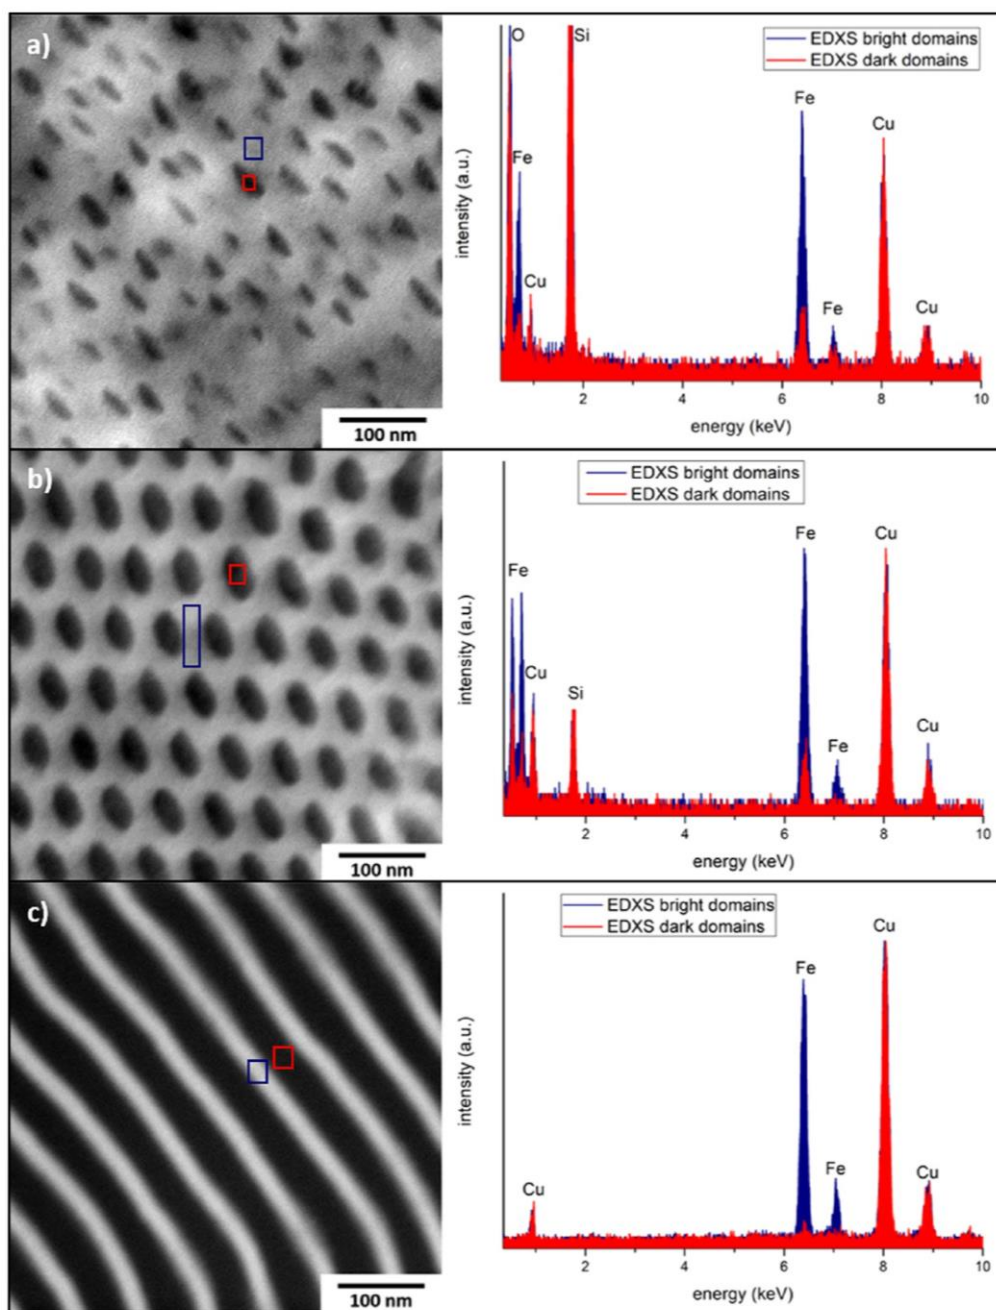 a)
100 nm
EDXS bright domains
EDXS dark domains
O
Si
Fe
Fe
Cu
Cu
Fe
Cu
intensity (a.u.)
2 4 6 8 10
energy (keV)
b)
100 nm
EDXS bright domains
EDXS dark domains
Fe
Cu
Fe
Cu
Si
Fe
Cu
intensity (a.u.)
2 4 6 8 10
energy (keV)
c)
100 nm
EDXS bright domains
EDXS dark domains
Cu
Fe
Fe
Cu
Cu
intensity (a.u.)
2 4 6 8 10
energy (keV)